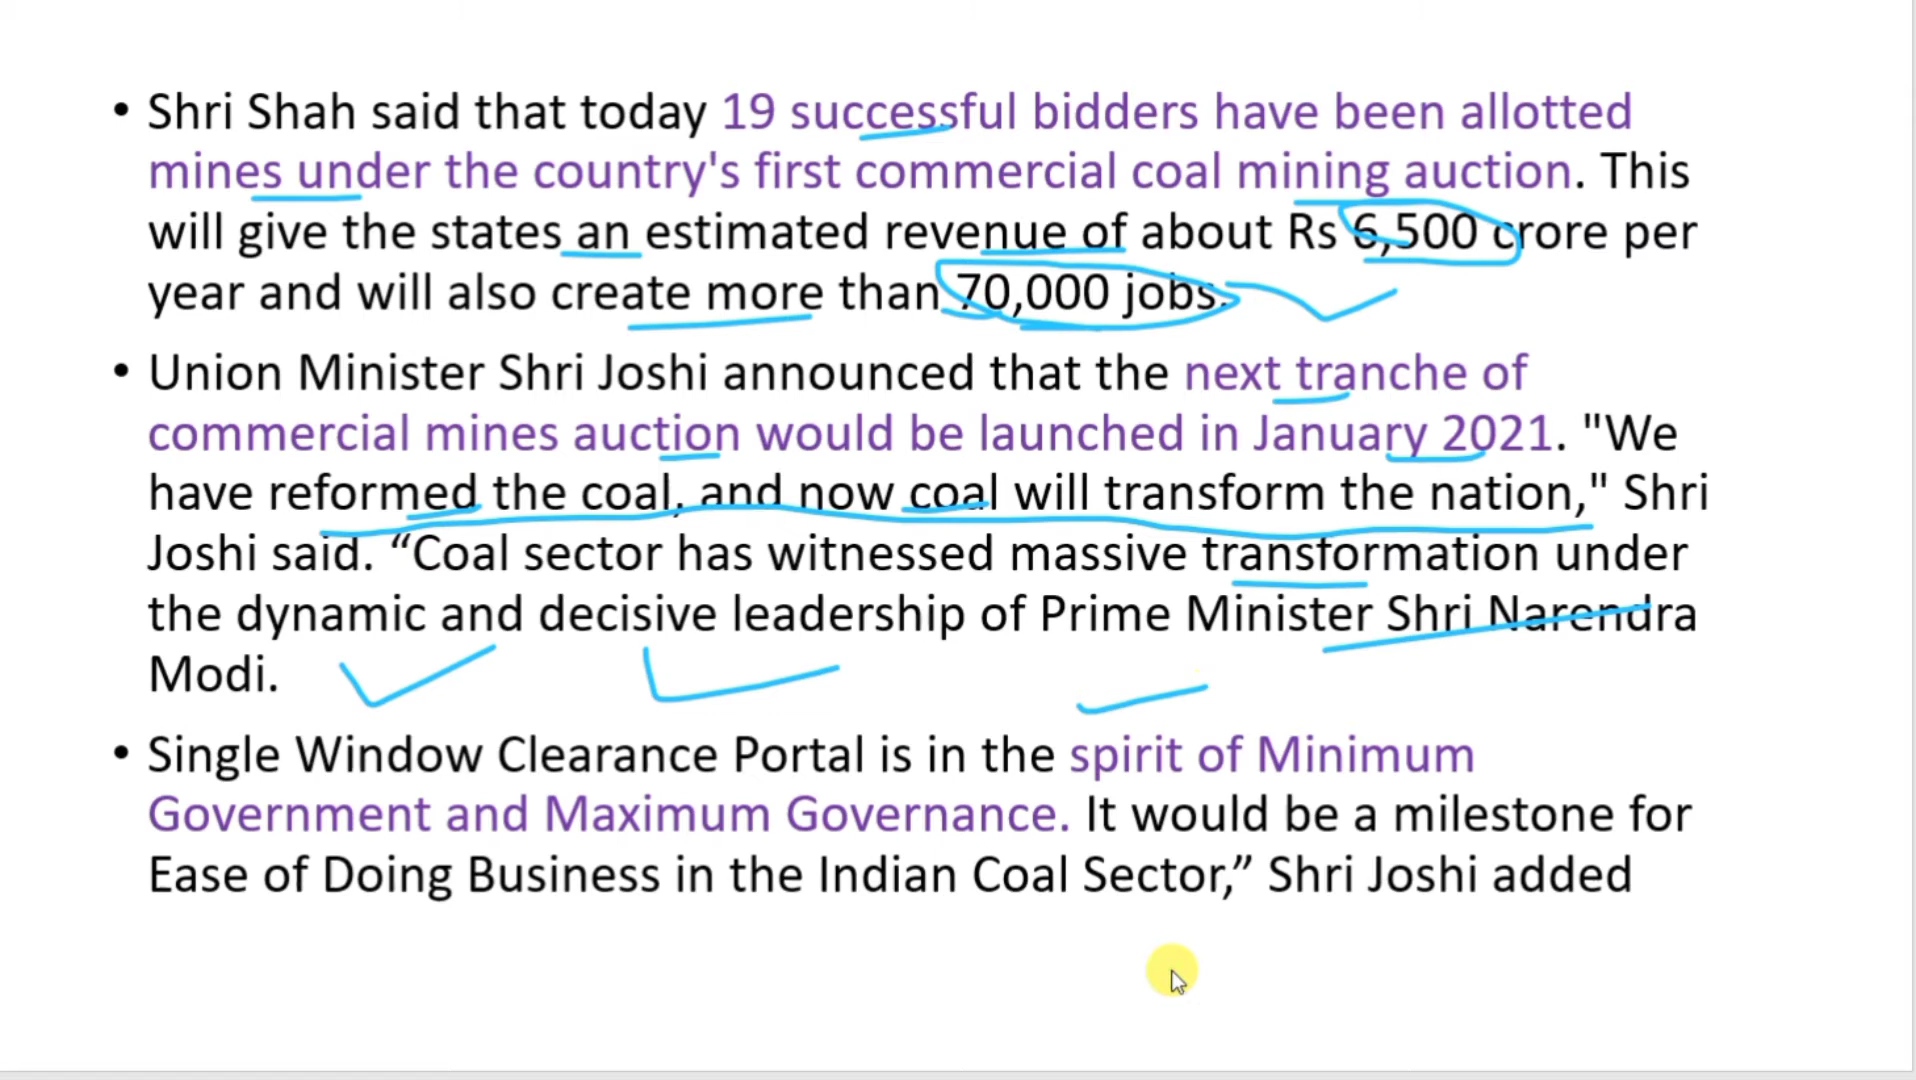 • Shri Shah said that today 19 successful bidders have been allotted
mines under the country's first commercial coal mining auction. This
will give the states an estimated revenue of about Rs 6,500 crore per
year and will also create more than 70,000 jobs.
• Union Minister Shri Joshi announced that the next tranche of
commercial mines auction would be launched in January 2021. "We
have reformed the coal, and now coal will transform the nation," Shri
Joshi said. “Coal sector has witnessed massive transformation under
the dynamic and decisive leadership of Prime Minister Shri Narendra
Modi.
• Single Window Clearance Portal is in the spirit of Minimum
Government and Maximum Governance. It would be a milestone for
Ease of Doing Business in the Indian Coal Sector,” Shri Joshi added